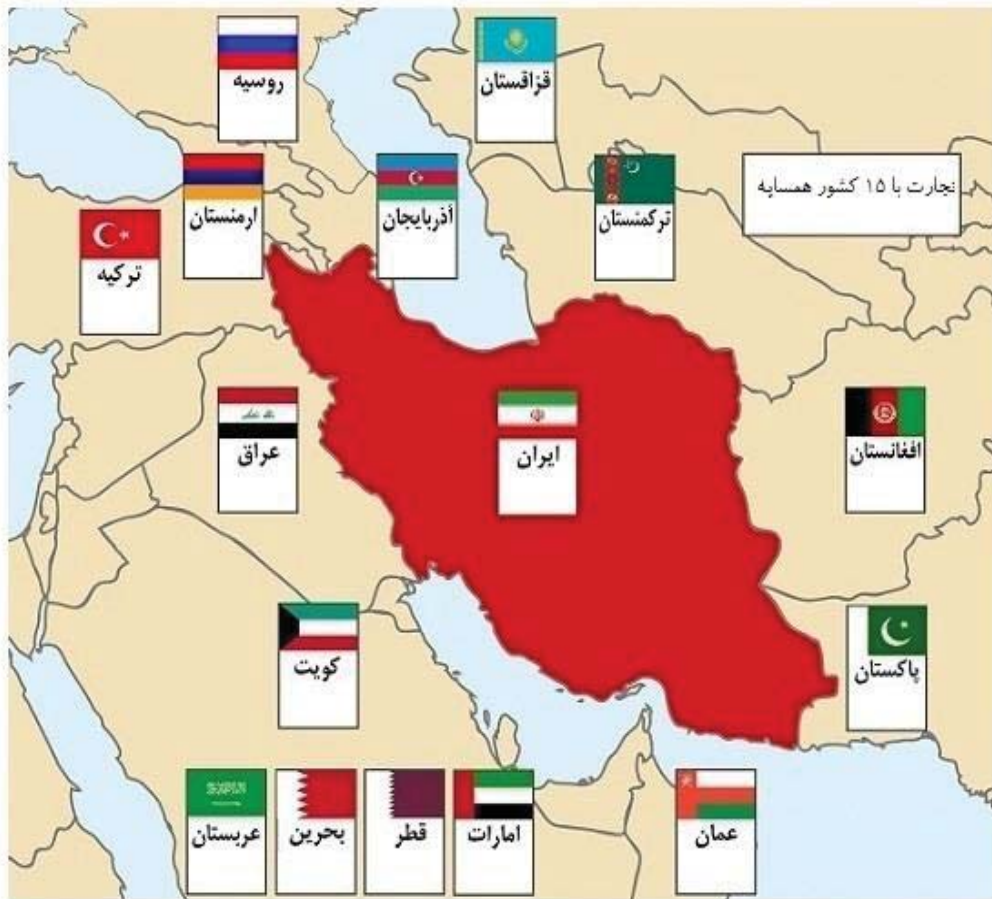 روسیه
قزاقستان
تجارت با ۱۵ کشور همسایه
ارمنستان
آذربایجان
ترکمنستان
ترکیه
عراق
ایران
افغانستان
کویت
پاکستان
عمان
امارات
قطر
بحرین
عربستان